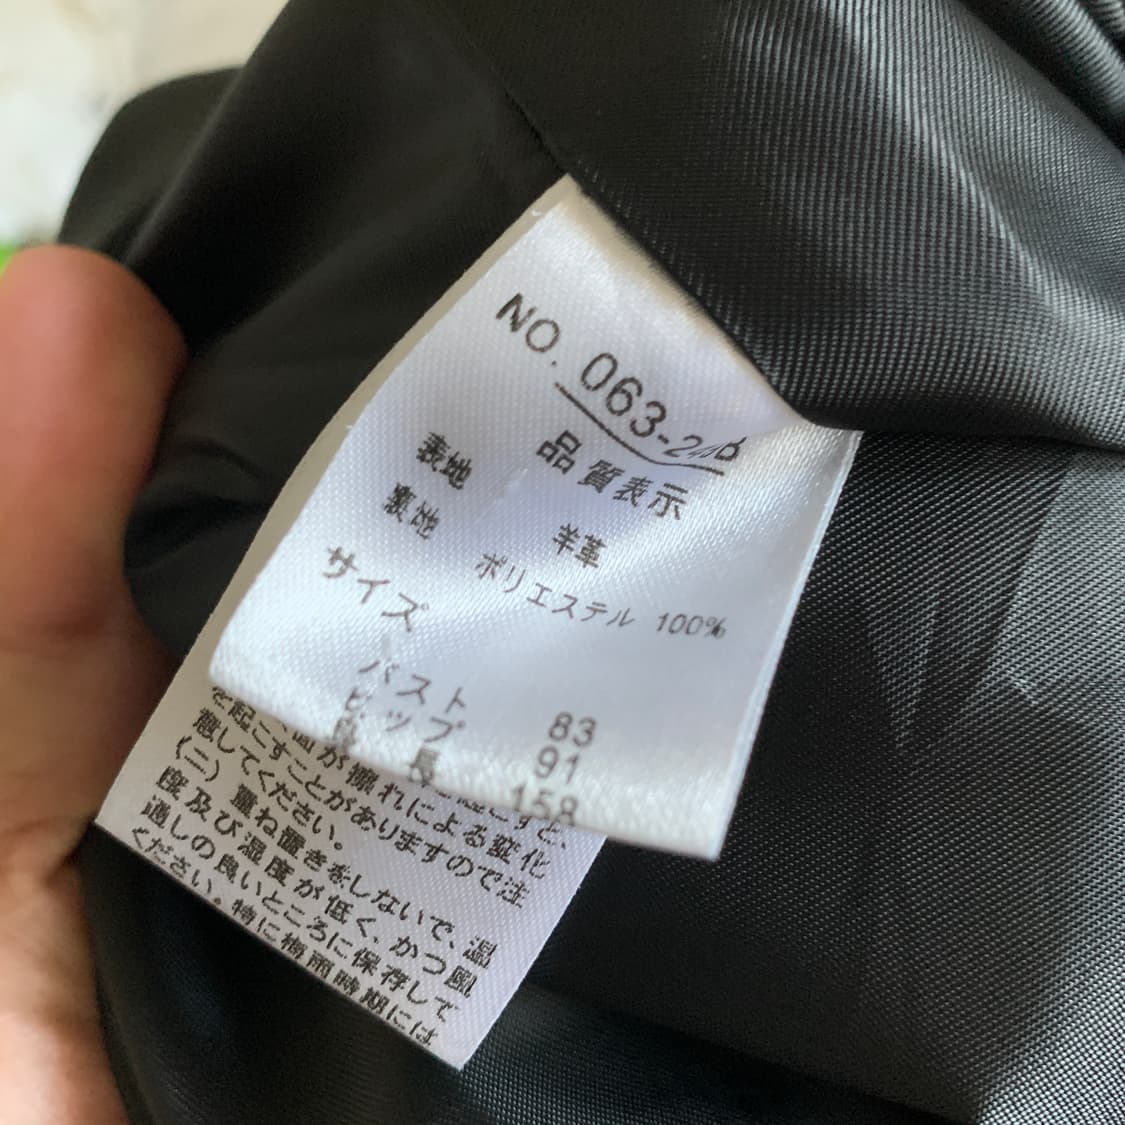 NO. 063-
品質表示
表地 羊革
裏地 ポリエステル 100%
サイズ
バスト 83
ヒップ 91
身長 158
を起こすことがありますので注
意してください。
(二) 重ね置きをしないで、温
度及び湿度が低く、かつ風
通しの良いところに保存して
ください。特に梅雨時期には